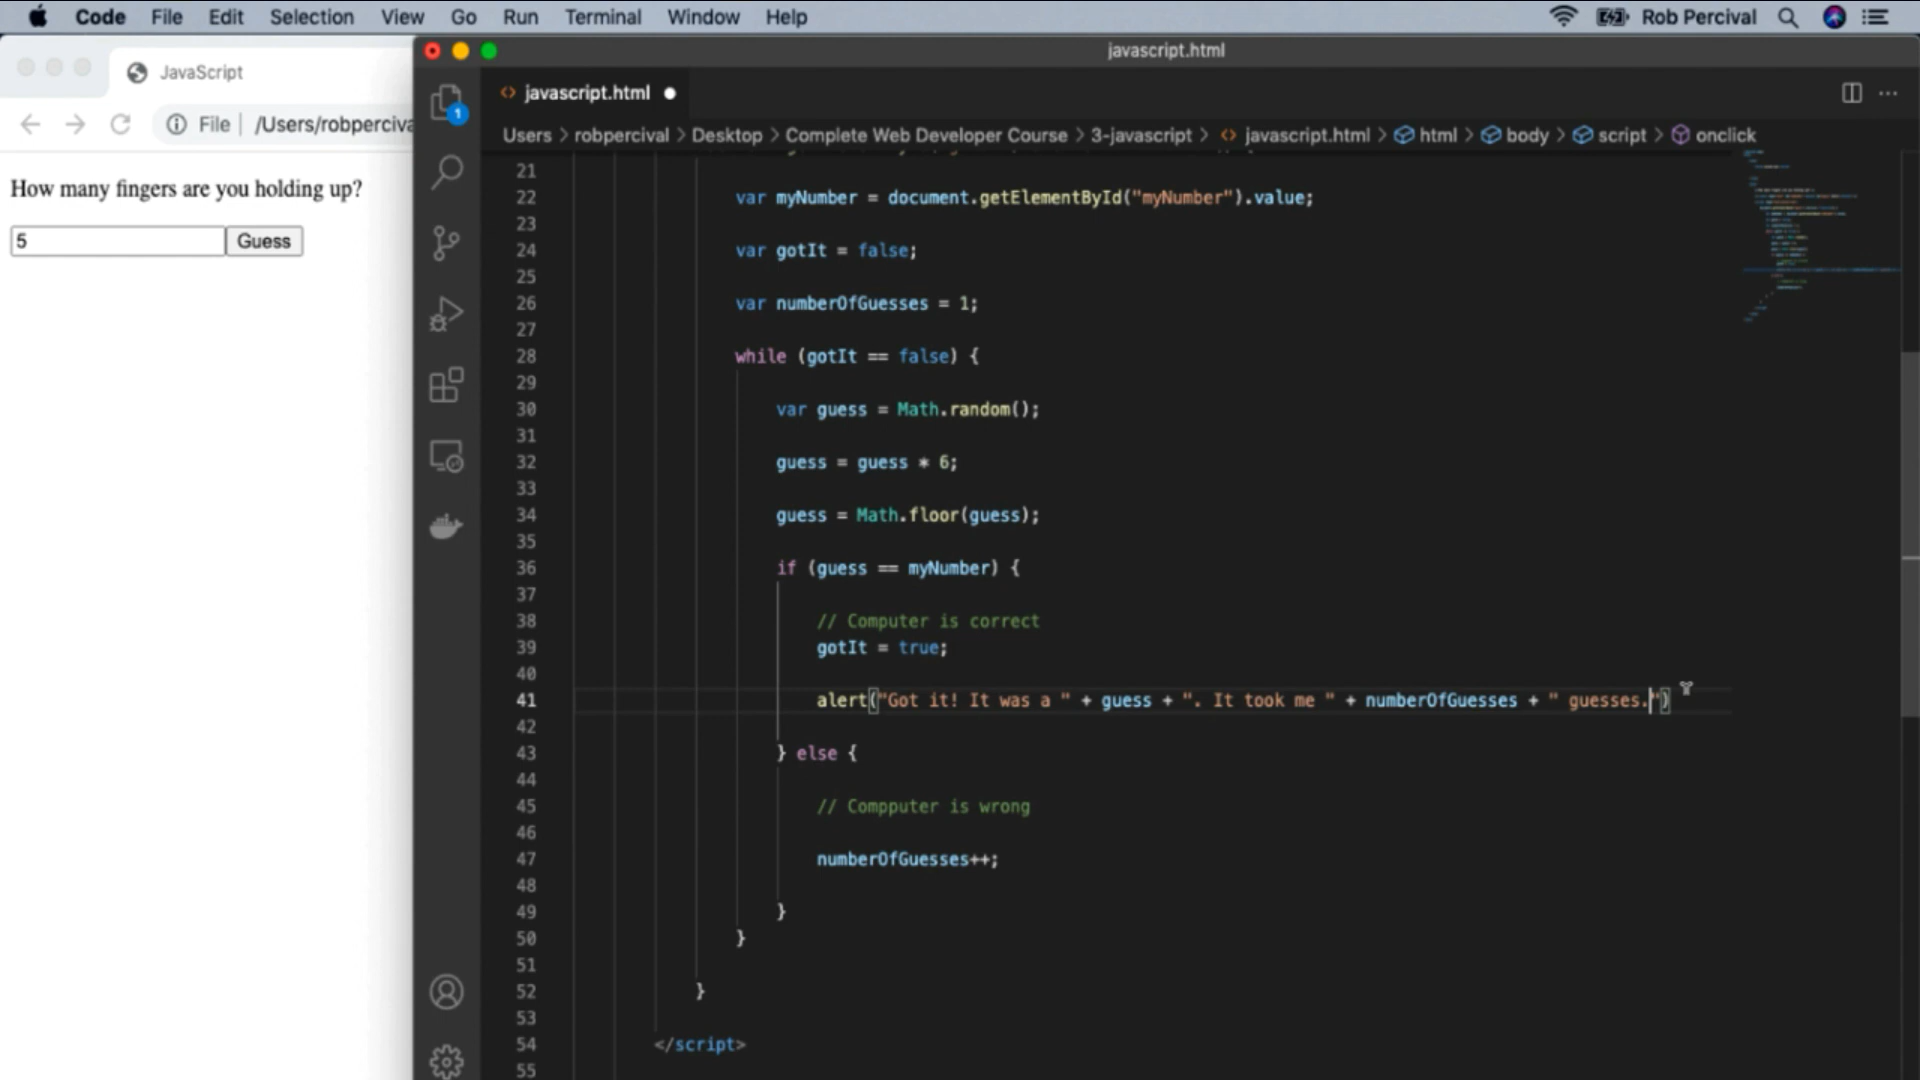 Code File Edit Selection View Go Run Terminal Window Help Rob Percival
javascript.html
JavaScript
javascript.html
File /Users/robperciva
Users > robpercival > Desktop > Complete Web Developer Course > 3-javascript > javascript.html > html > body > script > onclick
1
How many fingers are you holding up?
5 Guess
21
22 var myNumber = document.getElementById("myNumber").value;
23
24 var gotIt = false;
25
26 var numberOfGuesses = 1;
27
28 while (gotIt == false) {
29
30 var guess = Math.random();
31
32 guess = guess * 6;
33
34 guess = Math.floor(guess);
35
36 if (guess == myNumber) {
37
38 // Computer is correct
39 gotIt = true;
40
41 alert("Got it! It was a " + guess + ". It took me " + numberOfGuesses + " guesses.")
42
43 } else {
44
45 // Compputer is wrong
46
47 numberOfGuesses++;
48
49 }
50 }
51
52 }
53
54 </script>
55